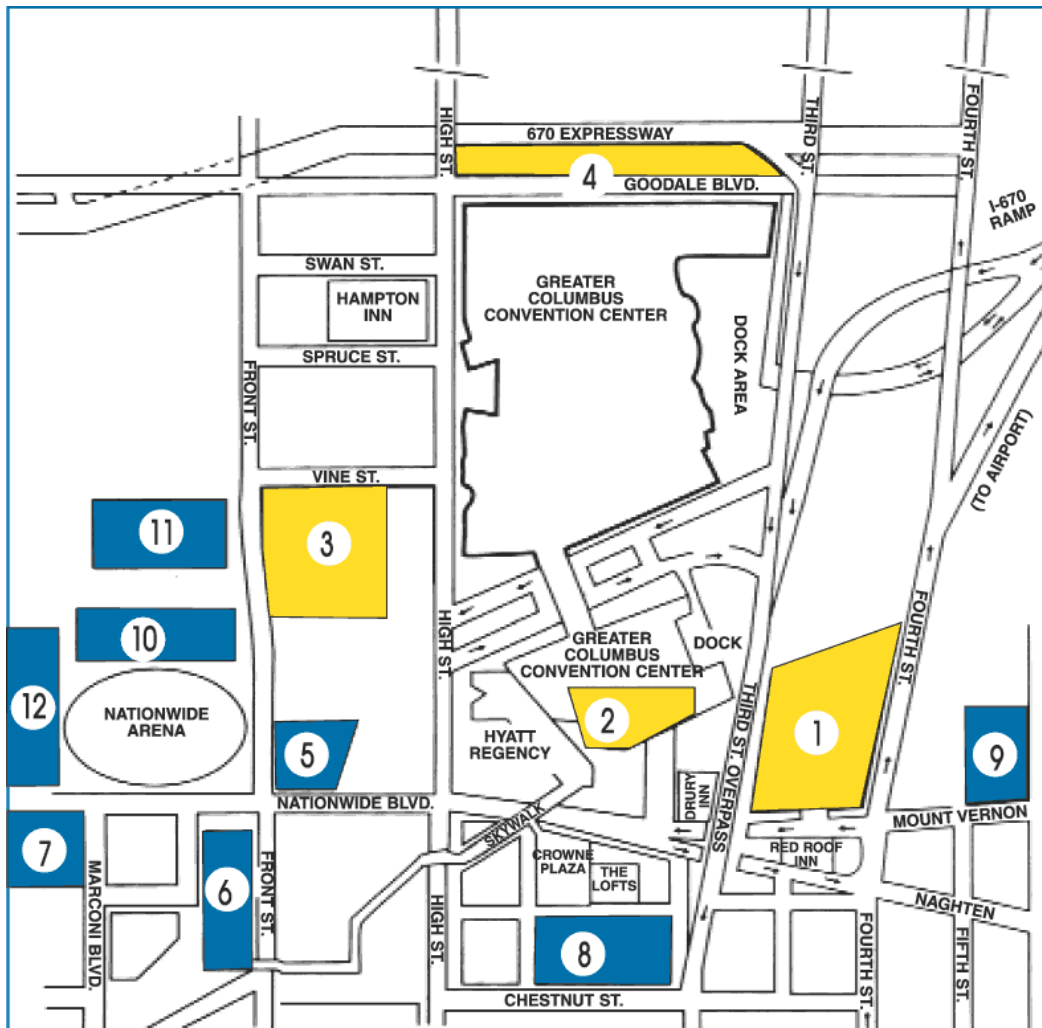 670 EXPRESSWAY
HIGH ST.
THIRD ST.
FOURTH ST.
4
GOODALE BLVD.
I-670
RAMP
SWAN ST.
HAMPTON
INN
GREATER
COLUMBUS
CONVENTION CENTER
DOCK AREA
SPRUCE ST.
FRONT ST.
VINE ST.
(TO AIRPORT)
11
3
10
HIGH ST.
GREATER
COLUMBUS
CONVENTION CENTER
DOCK
FOURTH ST.
12
NATIONWIDE
ARENA
5
HYATT
REGENCY
2
THIRD ST. OVERPASS
1
9
NATIONWIDE BLVD.
SKYWALK
DRURY
INN
MOUNT VERNON
7
MARCONI BLVD.
6
FRONT ST.
HIGH ST.
CROWNE
PLAZA
THE
LOFTS
RED ROOF
INN
NAGHTEN
8
CHESTNUT ST.
FOURTH ST.
FIFTH ST.